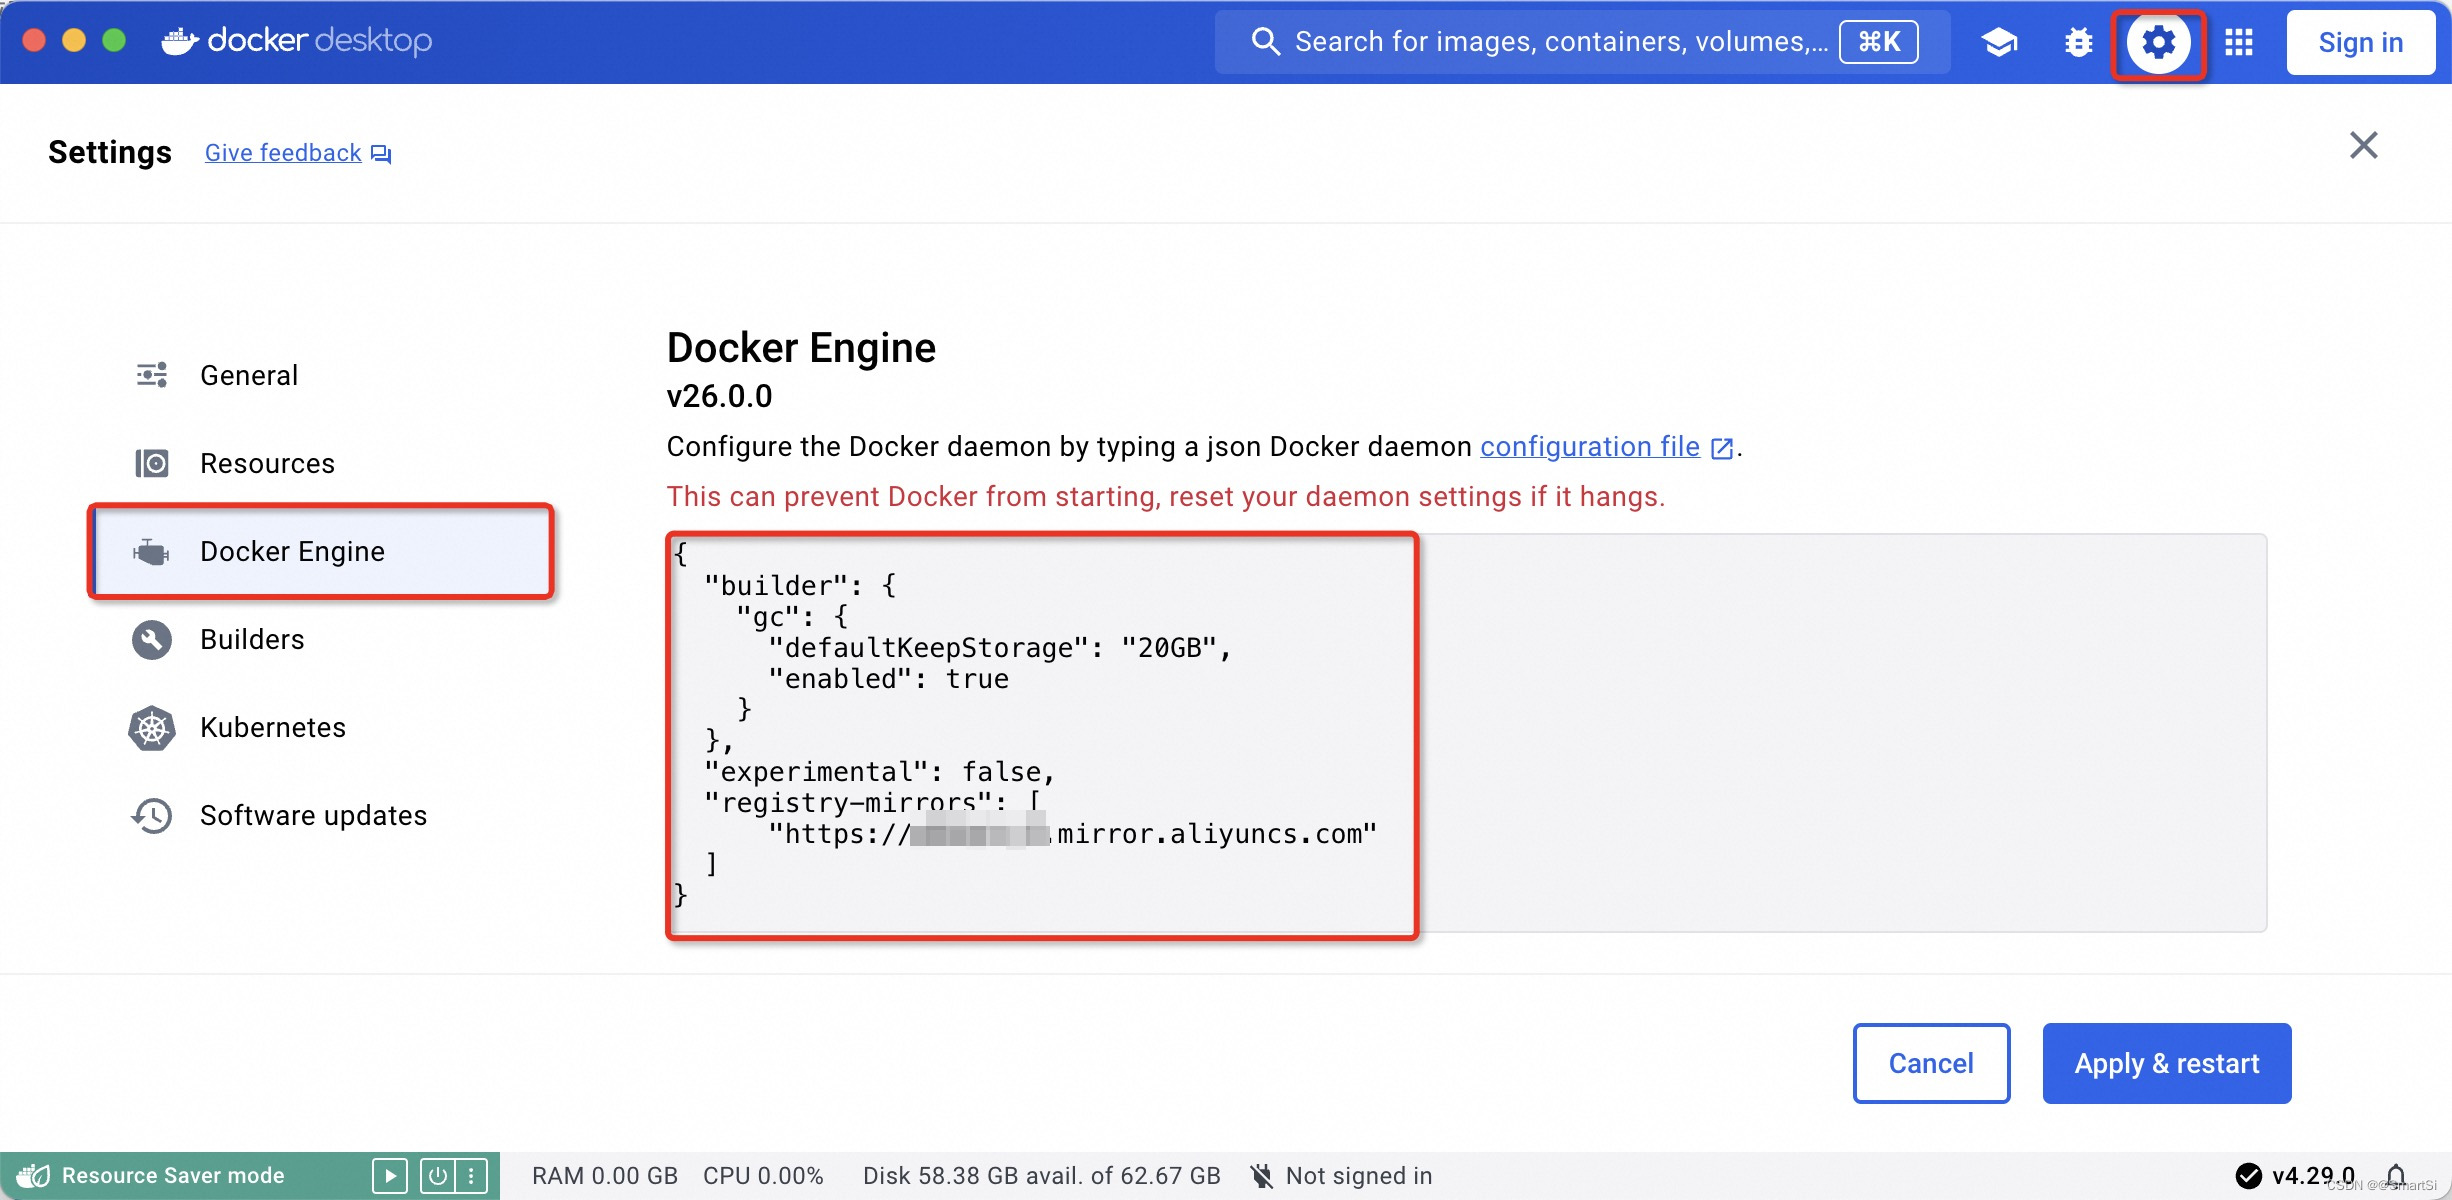 docker desktop
Search for images, containers, volumes,... ⌘K
Sign in
Settings
Give feedback
General
Resources
Docker Engine
Builders
Kubernetes
Software updates
Docker Engine
v26.0.0
Configure the Docker daemon by typing a json Docker daemon configuration file.
This can prevent Docker from starting, reset your daemon settings if it hangs.
{
  "builder": {
    "gc": {
      "defaultKeepStorage": "20GB",
      "enabled": true
    }
  },
  "experimental": false,
  "registry-mirrors": [
      "https://.mirror.aliyuncs.com"
  ]
}
Cancel
Apply & restart
Resource Saver mode
RAM 0.00 GB CPU 0.00% Disk 58.38 GB avail. of 62.67 GB Not signed in
v4.29.0
CSDN @@SmartSi